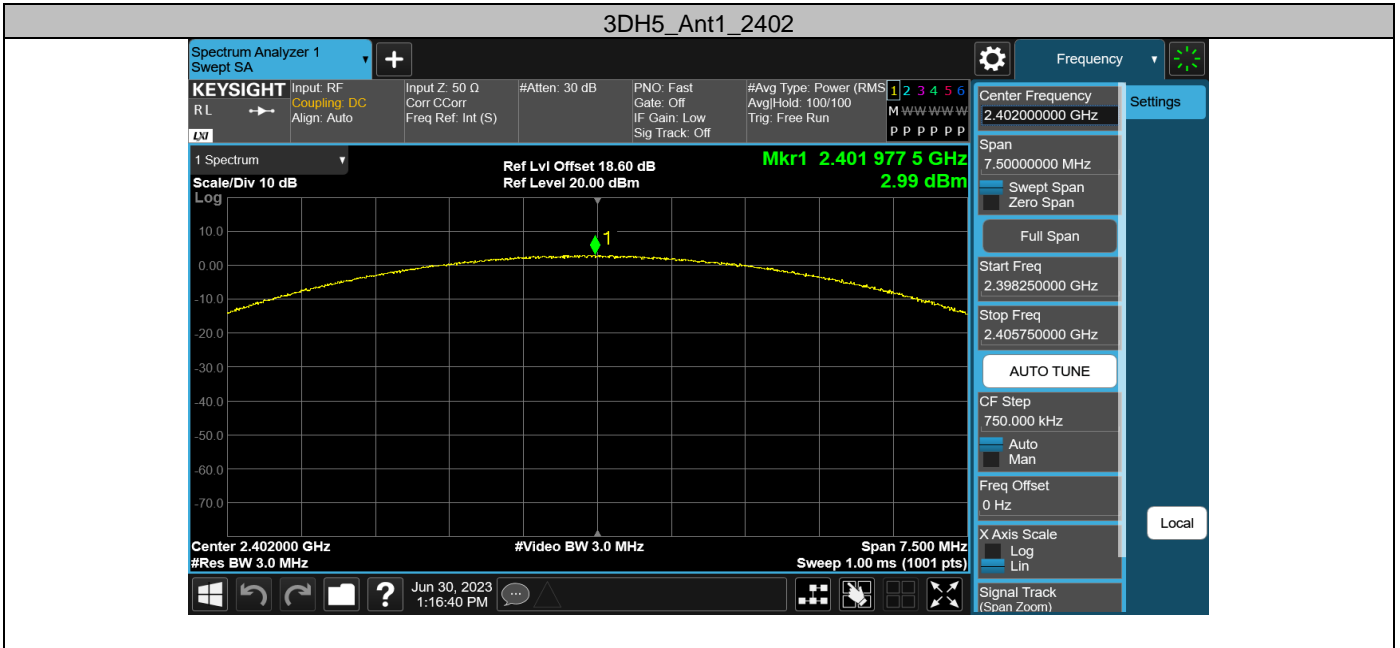 3DH5_Ant1_2402
Spectrum Analyzer 1
Swept SA
Frequency
KEYSIGHT
R L
LXI
Input: RF
Coupling: DC
Align: Auto
Input Z: 50 Ω
Corr CCorr
Freq Ref: Int (S)
#Atten: 30 dB
PNO: Fast
Gate: Off
IF Gain: Low
Sig Track: Off
#Avg Type: Power (RMS
Avg|Hold: 100/100
Trig: Free Run
1 2 3 4 5 6
M W W W W W
P P P P P P
1 Spectrum
Scale/Div 10 dB
Ref Lvl Offset 18.60 dB
Ref Level 20.00 dBm
Mkr1 2.401 977 5 GHz
2.99 dBm
Log
10.0
0.00
-10.0
-20.0
-30.0
-40.0
-50.0
-60.0
-70.0
1
Center 2.402000 GHz
#Res BW 3.0 MHz
#Video BW 3.0 MHz
Span 7.500 MHz
Sweep 1.00 ms (1001 pts)
Center Frequency
2.402000000 GHz
Span
7.50000000 MHz
Swept Span
Zero Span
Full Span
Start Freq
2.398250000 GHz
Stop Freq
2.405750000 GHz
AUTO TUNE
CF Step
750.000 kHz
Auto
Man
Freq Offset
0 Hz
X Axis Scale
Log
Lin
Signal Track
(Span Zoom)
Settings
Local
?
Jun 30, 2023
1:16:40 PM